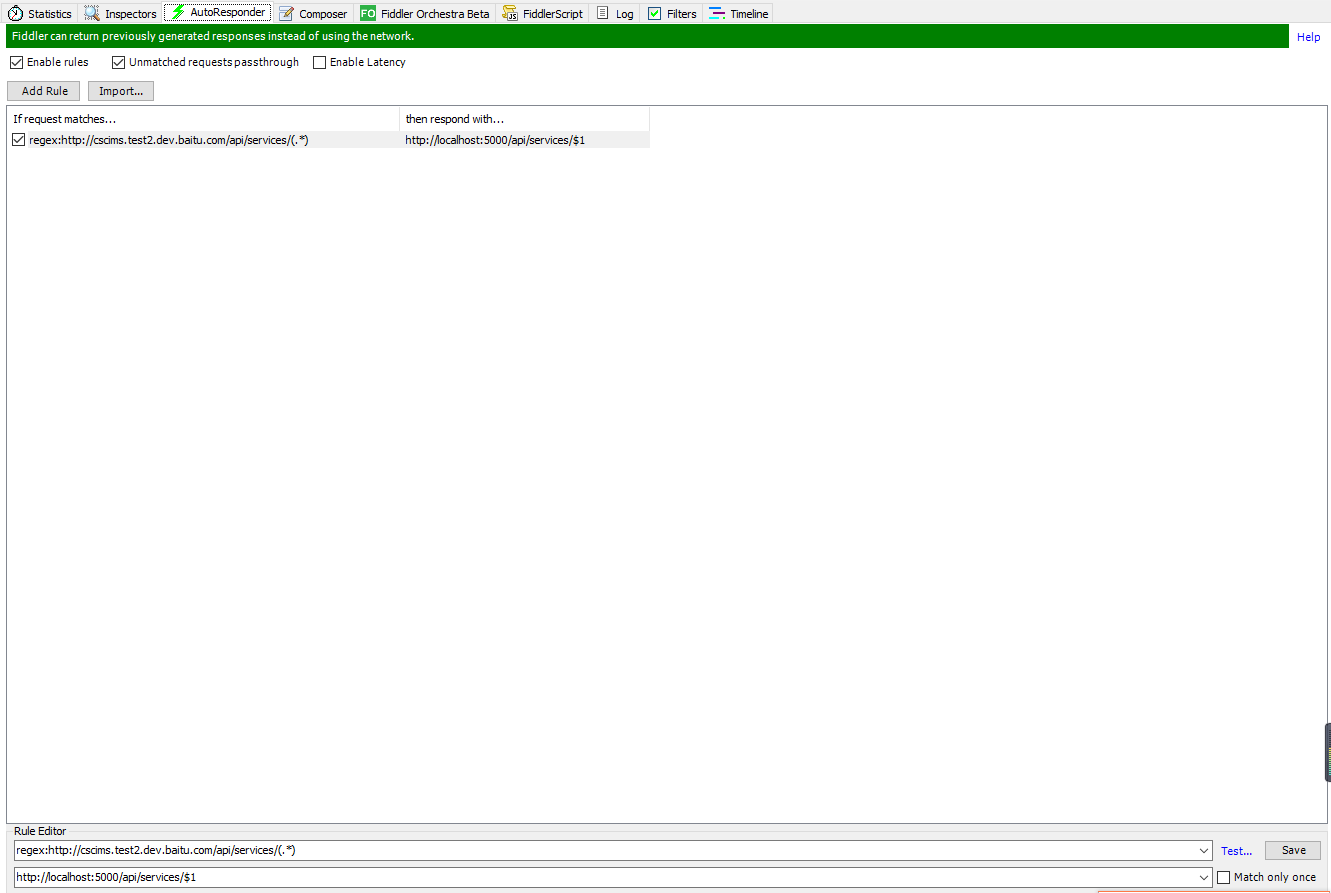 Statistics Inspectors AutoResponder Composer FO Fiddler Orchestra Beta JS FiddlerScript Log Filters Timeline
Fiddler can return previously generated responses instead of using the network. Help
Enable rules Unmatched requests passthrough Enable Latency
Add Rule Import...
If request matches... then respond with...
regex:http://cscims.test2.dev.baitu.com/api/services/(.*) http://localhost:5000/api/services/$1
Rule Editor
regex:http://cscims.test2.dev.baitu.com/api/services/(.*) Test... Save
http://localhost:5000/api/services/$1 Match only once